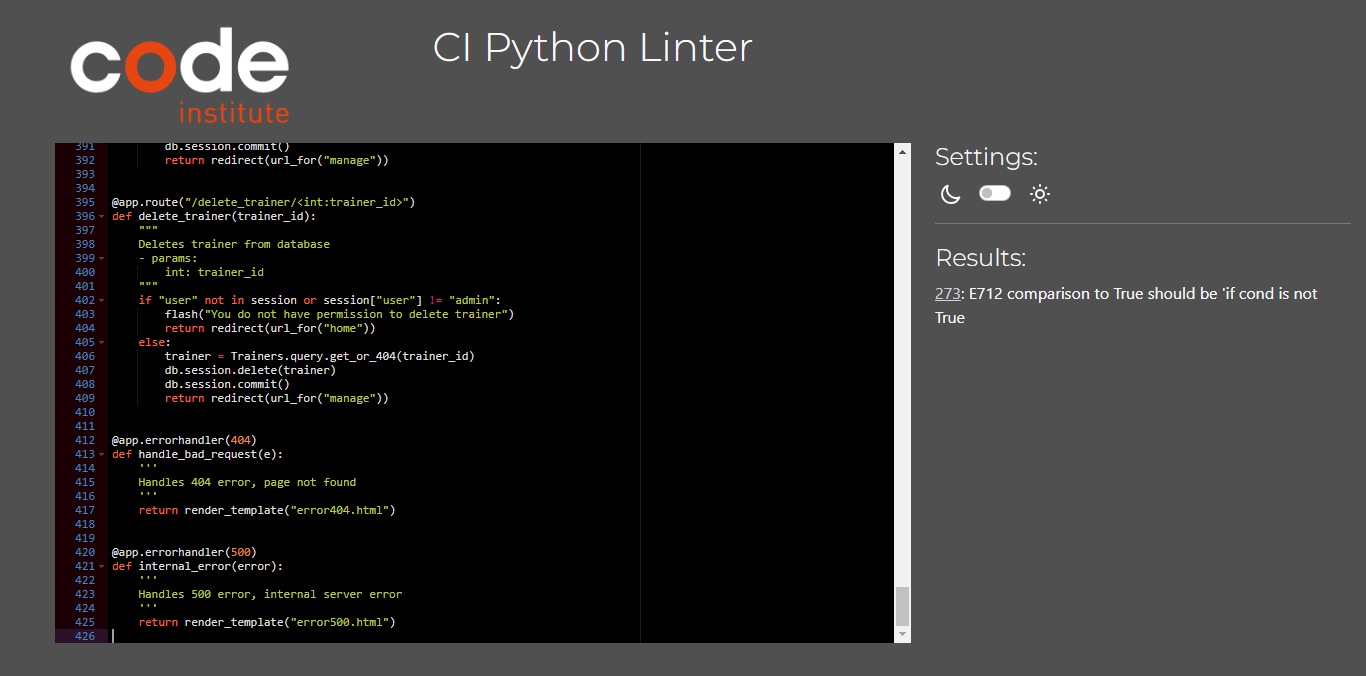 code
institute
CI Python Linter
391 db.session.commit()
392 return redirect(url_for("manage"))
393
394
395 @app.route("/delete_trainer/<int:trainer_id>")
396 def delete_trainer(trainer_id):
397 """
398 Deletes trainer from database
399 - params:
400 int: trainer_id
401 """
402 if "user" not in session or session["user"] != "admin":
403 flash("You do not have permission to delete trainer")
404 return redirect(url_for("home"))
405 else:
406 trainer = Trainers.query.get_or_404(trainer_id)
407 db.session.delete(trainer)
408 db.session.commit()
409 return redirect(url_for("manage"))
410
411
412 @app.errorhandler(404)
413 def handle_bad_request(e):
414 '''
415 Handles 404 error, page not found
416 '''
417 return render_template("error404.html")
418
419
420 @app.errorhandler(500)
421 def internal_error(error):
422 '''
423 Handles 500 error, internal server error
424 '''
425 return render_template("error500.html")
426
Settings:
Results:
273: E712 comparison to True should be 'if cond is not
True